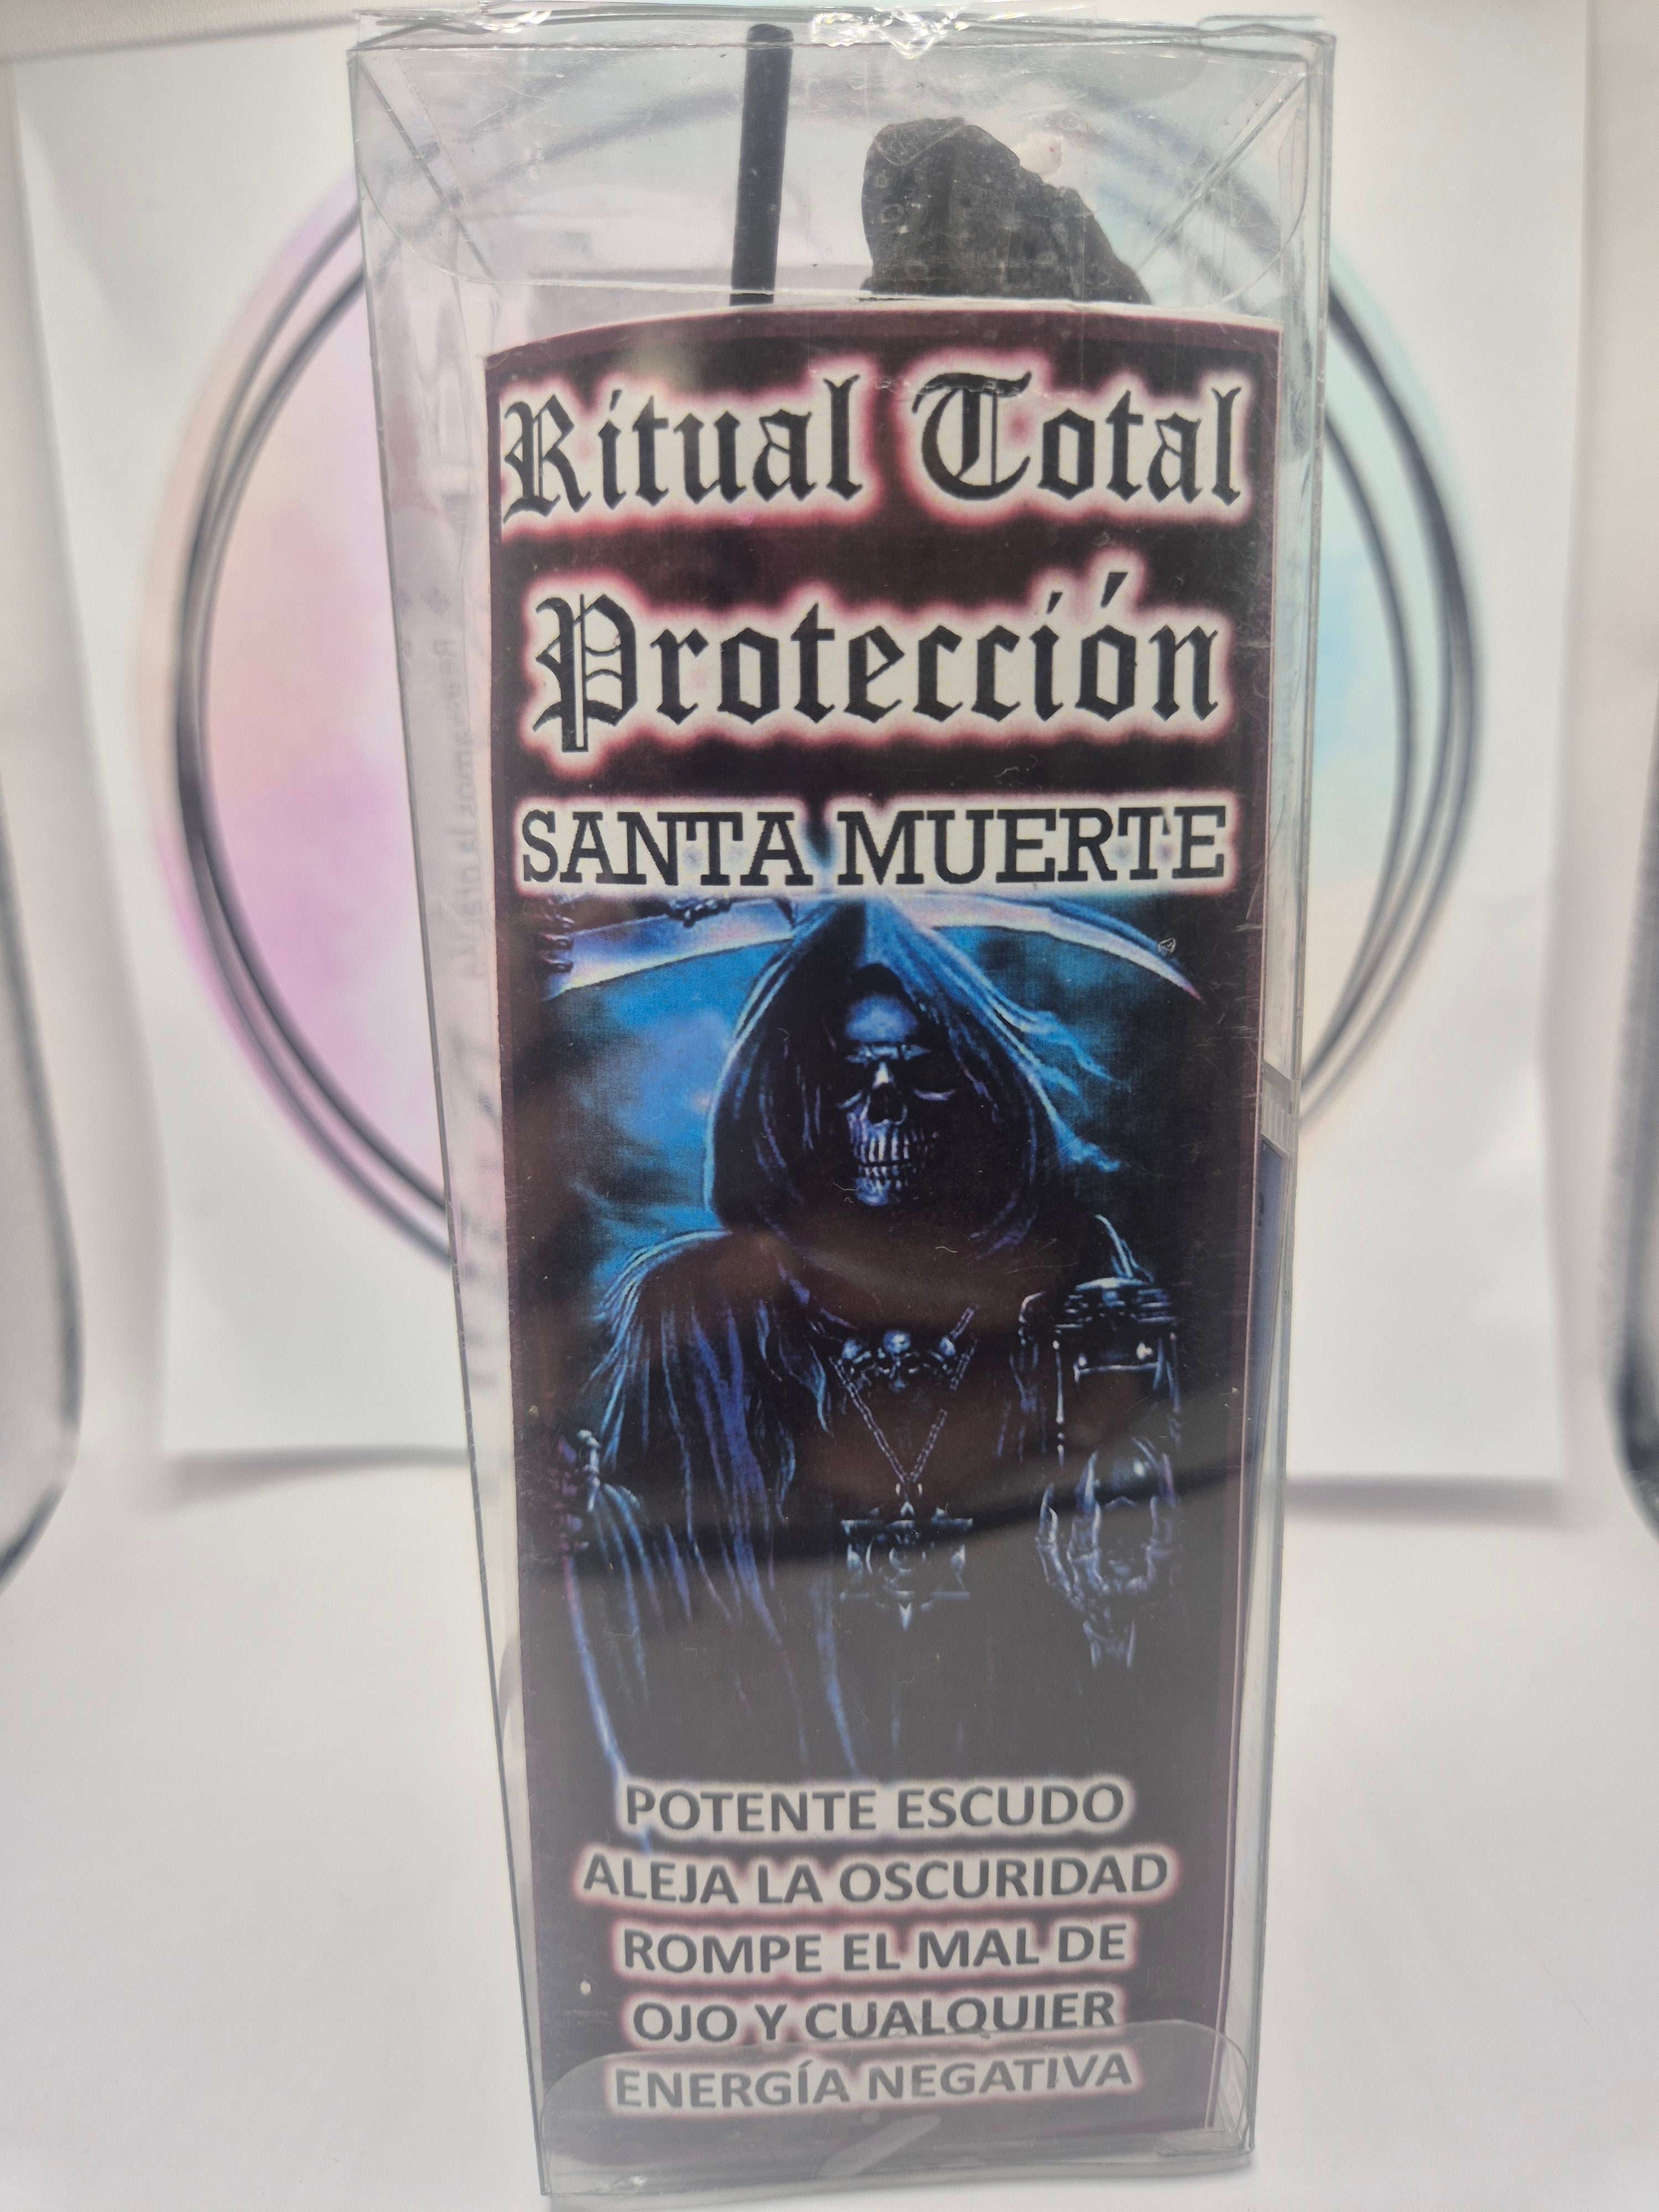 Ritual Total
Protección
SANTA MUERTE
POTENTE ESCUDO
ALEJA LA OSCURIDAD
ROMPE EL MAL DE
OJO Y CUALQUIER
ENERGÍA NEGATIVA